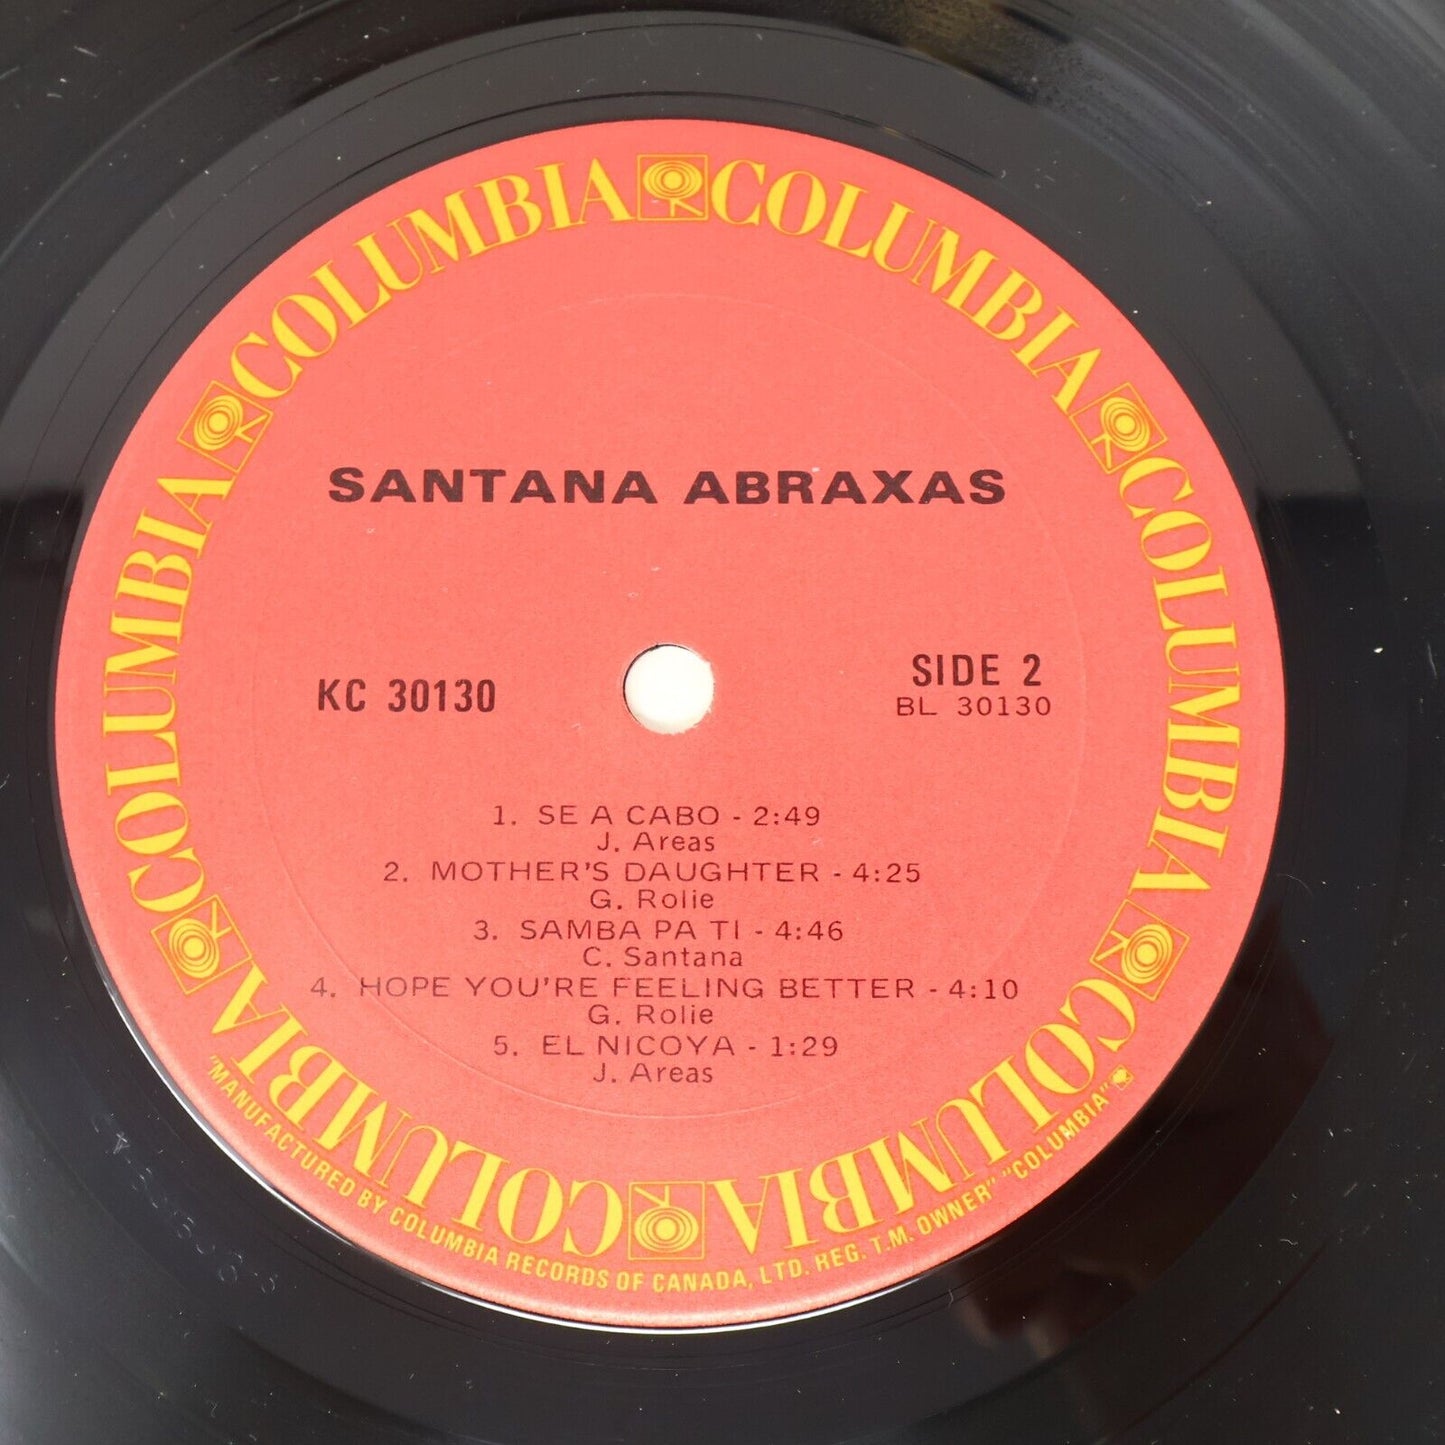 COLUMBIA COLUMBIA COLUMBIA COLUMBIA COLUMBIA COLUMBIA
SANTANA ABRAXAS
KC 30130
SIDE 2
BL 30130
1. SE A CABO - 2:49
J. Areas
2. MOTHER'S DAUGHTER - 4:25
G. Rolie
3. SAMBA PA TI - 4:46
C. Santana
4. HOPE YOU'RE FEELING BETTER - 4:10
G. Rolie
5. EL NICOYA - 1:29
J. Areas
"MANUFACTURED BY COLUMBIA RECORDS OF CANADA, LTD. REG. T.M. OWNER" "COLUMBIA"